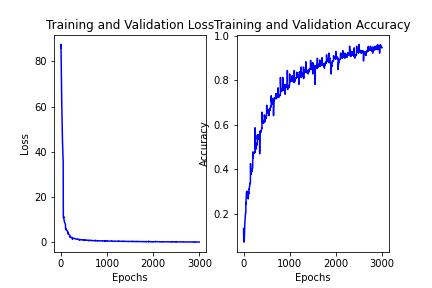 Training and Validation Loss
Training and Validation Accuracy
Loss
80
60
40
20
0
0 1000 2000 3000
Epochs
Accuracy
1.0
0.8
0.6
0.4
0.2
0 1000 2000 3000
Epochs